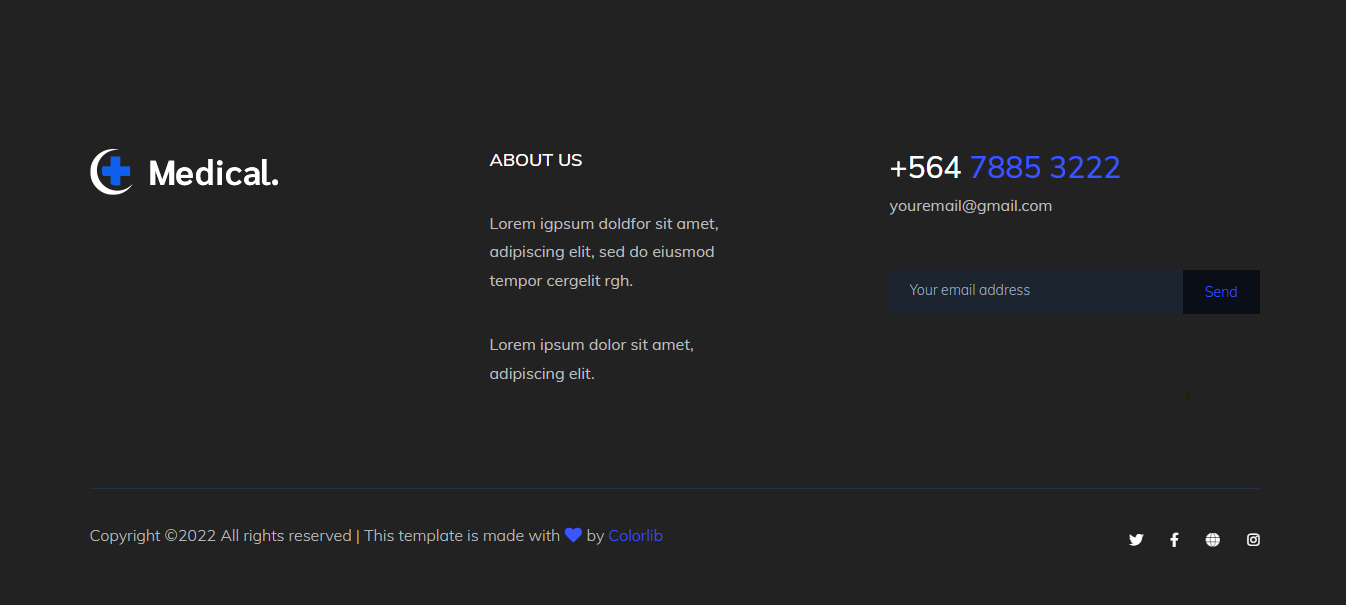 Medical.
ABOUT US
Lorem igpsum doldfor sit amet,
adipiscing elit, sed do eiusmod
tempor cergelit rgh.
Lorem ipsum dolor sit amet,
adipiscing elit.
+564 7885 3222
youremail@gmail.com
Your email address
Send
Copyright ©2022 All rights reserved | This template is made with by Colorlib